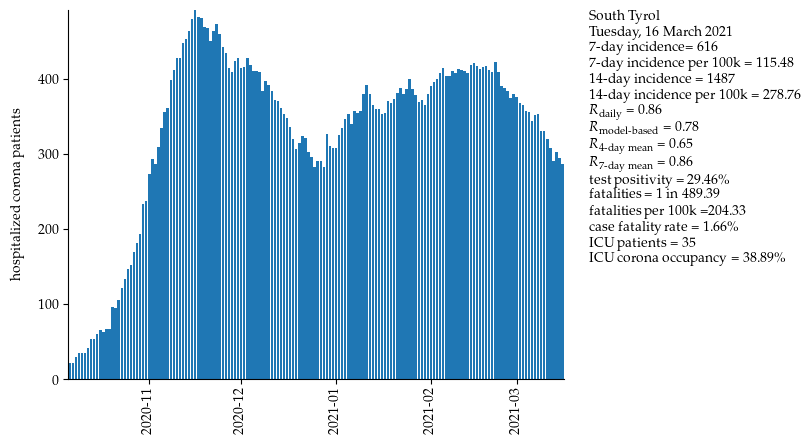 South Tyrol
Tuesday, 16 March 2021
7-day incidence= 616
7-day incidence per 100k = 115.48
14-day incidence = 1487
14-day incidence per 100k = 278.76
R_daily = 0.86
R_model-based = 0.78
R_4-day mean = 0.65
R_7-day mean = 0.86
test positivity = 29.46%
fatalities = 1 in 489.39
fatalities per 100k =204.33
case fatality rate = 1.66%
ICU patients = 35
ICU corona occupancy = 38.89%
hospitalized corona patients
400
300
200
100
0
2020-11
2020-12
2021-01
2021-02
2021-03